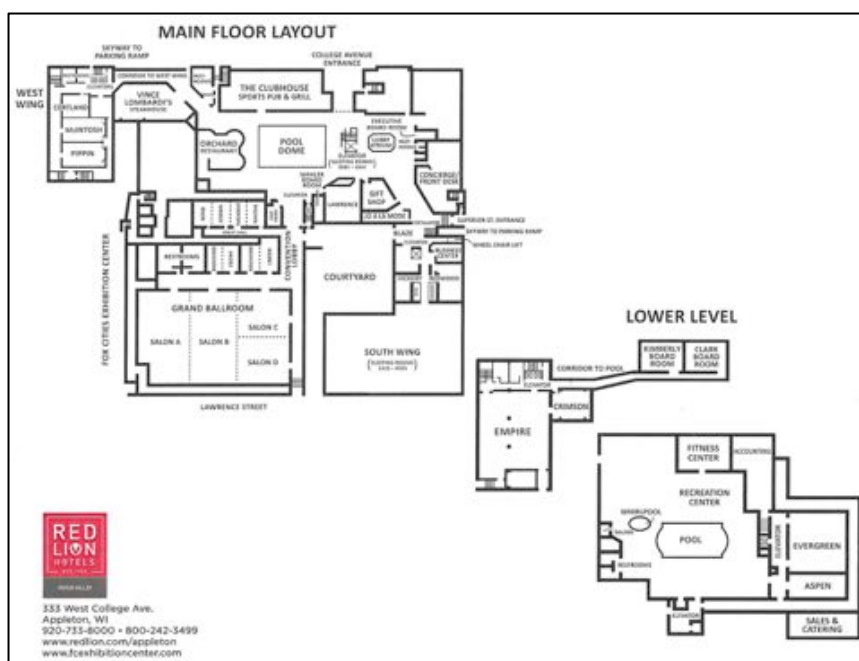 MAIN FLOOR LAYOUT
SKYWAY TO
PARKING RAMP
COLLEGE AVENUE
ENTRANCE
CORRIDOR TO WEST WING
WEST
WING
CORTLAND
MCINTOSH
PIPPIN
VINCE
LOMBARDI'S
STEAKHOUSE
THE CLUBHOUSE
SPORTS PUB & GRILL
ORCHARD
RESTAURANT
POOL
DOME
EXECUTIVE
BOARD ROOM
LOBBY
ATRIUM
CONCIERGE/
FRONT DESK
BOARD ROOM
LAWRENCE
GIFT
SHOP
SUPERIOR ST. ENTRANCE
SKYWAY TO PARKING RAMP
WHEEL CHAIR LIFT
BLAZE
ELEVATOR
BUSINESS
CENTER
FOX CITIES EXHIBITION CENTER
RESTROOMS
CONVENTION
LOBBY
COURTYARD
GRAND BALLROOM
SALON A
SALON B
SALON C
SALON D
SOUTH WING
LAWRENCE STREET
LOWER LEVEL
KIMBERLY
BOARD
ROOM
CLARK
BOARD
ROOM
CORRIDOR TO POOL
ELEVATOR
CRIMSON
EMPIRE
FITNESS
CENTER
ACCOUNTING
RECREATION
CENTER
WHIRLPOOL
POOL
ELEVATOR
EVERGREEN
RESTROOMS
ASPEN
ELEVATOR
SALES &
CATERING
RED
LION
HOTELS
333 West College Ave.
Appleton, WI
920-733-8000 • 800-242-3499
www.redlion.com/appleton
www.fcexhibitioncenter.com